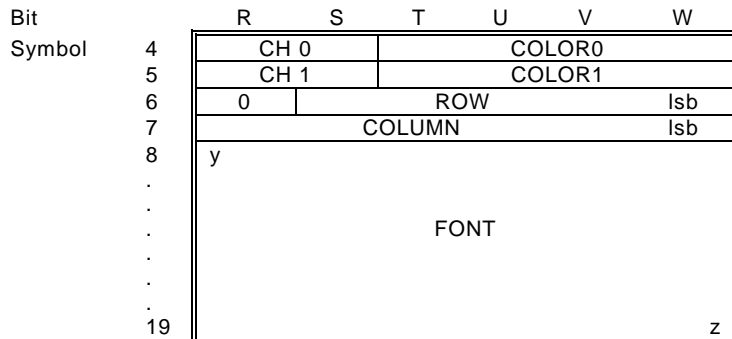 Bit R S T U V W
Symbol 4 CH 0 COLOR0
5 CH 1 COLOR1
6 0 ROW lsb
7 COLUMN lsb
8 y
.
.
. FONT
.
.
.
19 z